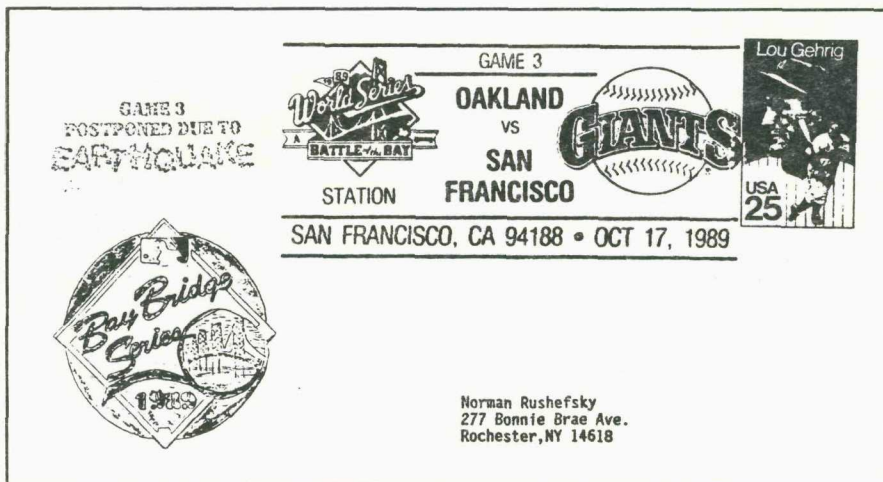 GAME 3
POSTPONED DUE TO
EARTHQUAKE
1989
World Series
A
BATTLE of the BAY
STATION
GAME 3
OAKLAND
VS
SAN
FRANCISCO
GIANTS
Lou Gehrig
USA
25
SAN FRANCISCO, CA 94188 • OCT 17, 1989
Bay Bridge
Series
1989
Norman Rushefsky
277 Bonnie Brae Ave.
Rochester,NY 14618